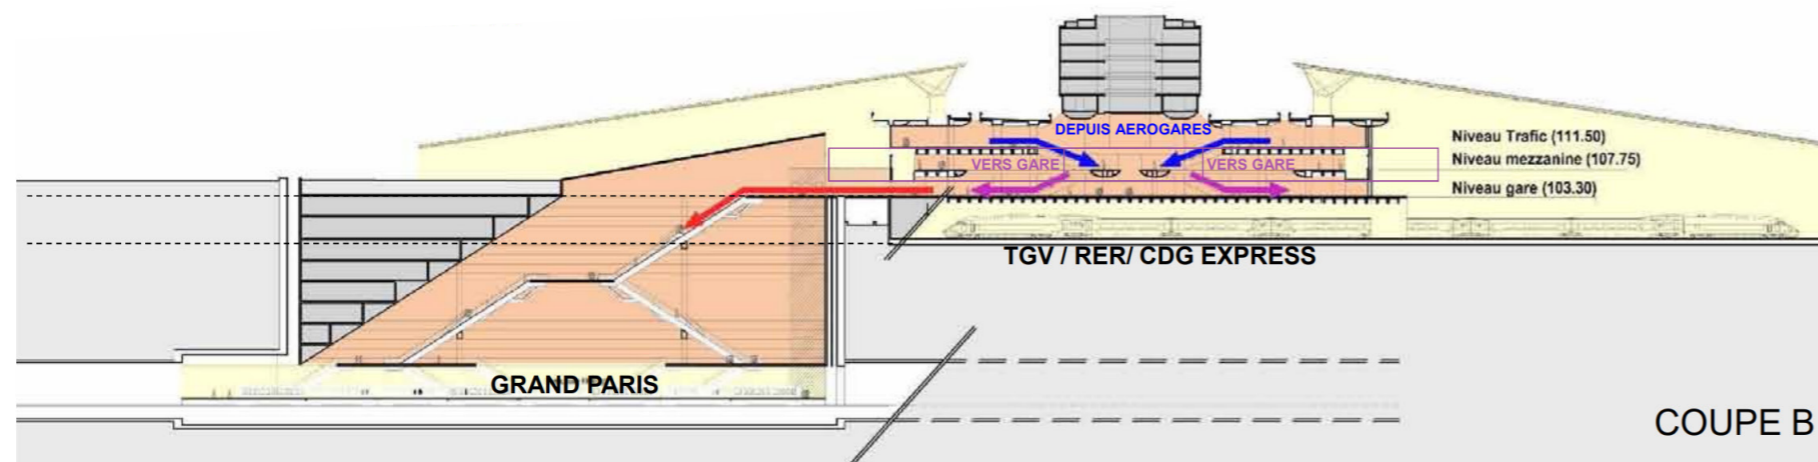 DEPUIS AEROGARES
VERS GARE
VERS GARE
Niveau Trafic (111.50)
Niveau mezzanine (107.75)
Niveau gare (103.30)
TGV / RER/ CDG EXPRESS
GRAND PARIS
COUPE B